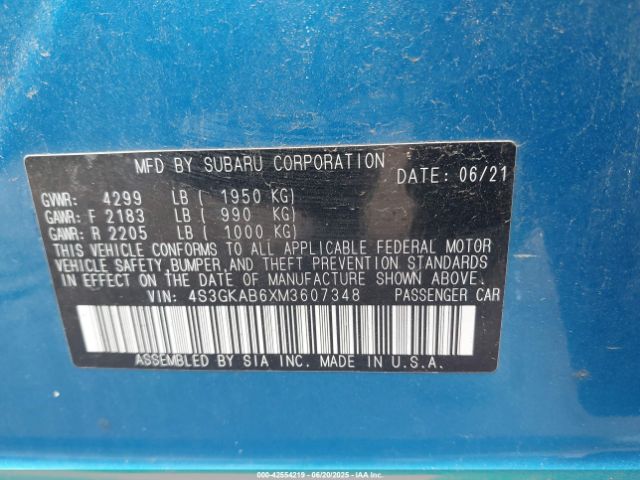 MFD BY SUBARU CORPORATION DATE: 06/21
GVWR: 4299 LB ( 1950 KG)
GAWR: F 2183 LB ( 990 KG)
GAWR: R 2205 LB ( 1000 KG)
THIS VEHICLE CONFORMS TO ALL APPLICABLE FEDERAL MOTOR
VEHICLE SAFETY, BUMPER, AND THEFT PREVENTION STANDARDS
IN EFFECT ON THE DATE OF MANUFACTURE SHOWN ABOVE.
VIN: 4S3GKAB6XM3607348 PASSENGER CAR
ASSEMBLED BY SIA INC. MADE IN U.S.A.
000-42554219 - 06/20/2025 - IAAI.com